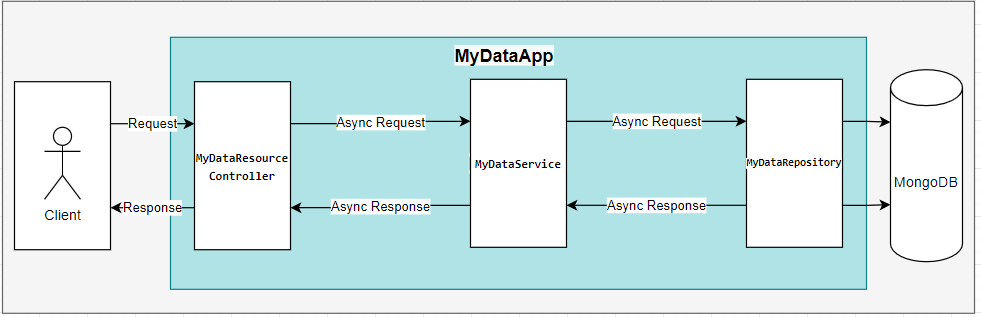 MyDataApp
Request
Async Request
Async Request
MyDataResource
Controller
MyDataService
MyDataRepository
MongoDB
Client
Response
Async Response
Async Response